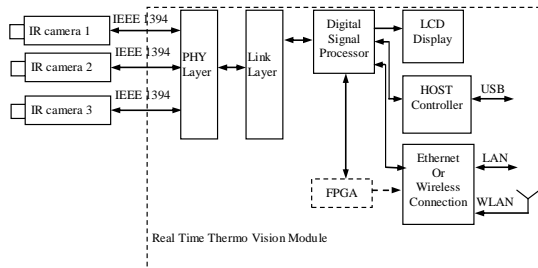 IR camera 1
IEEE 1394
IR camera 2
IEEE 1394
IR camera 3
IEEE 1394
PHY
Layer
Link
Layer
Digital
Signal
Processor
LCD
Display
HOST
Controller
USB
Ethernet
Or
Wireless
Connection
LAN
WLAN
FPGA
Real Time Thermo Vision Module